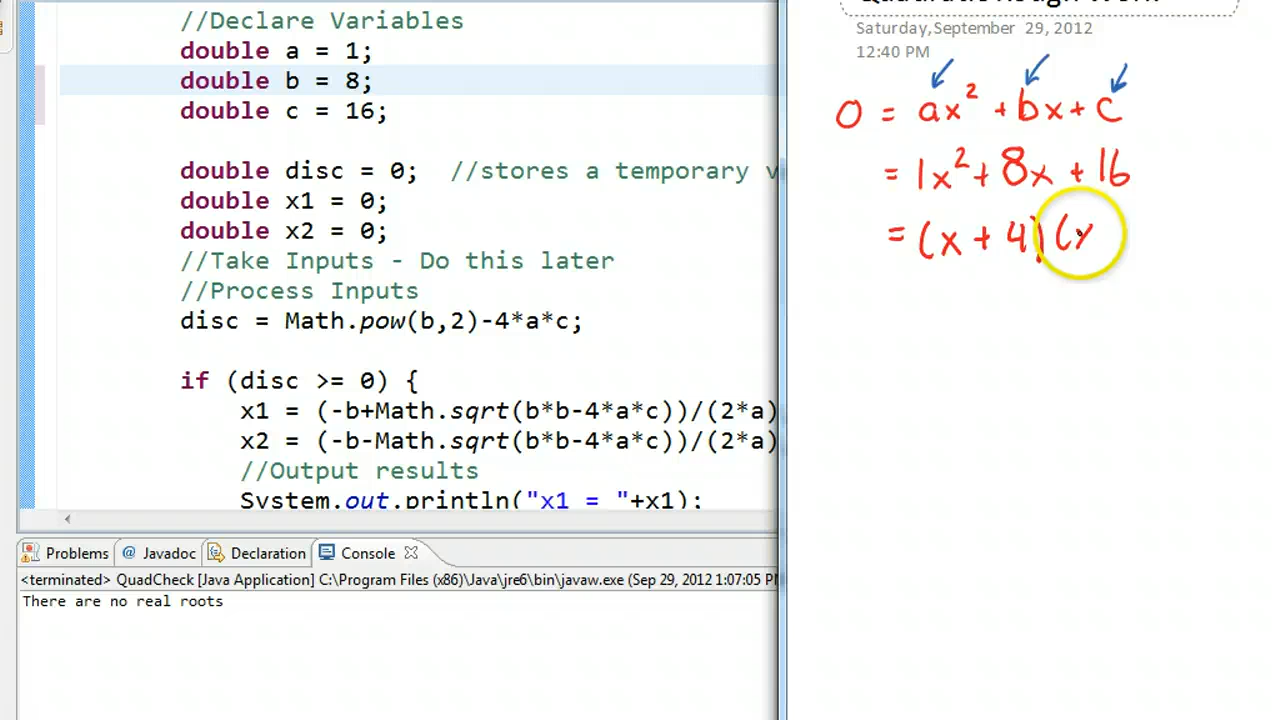 //Declare Variables
double a = 1;
double b = 8;
double c = 16;
double disc = 0; //stores a temporary v
double x1 = 0;
double x2 = 0;
//Take Inputs - Do this later
//Process Inputs
disc = Math.pow(b,2)-4*a*c;
if (disc >= 0) {
x1 = (-b+Math.sqrt(b*b-4*a*c))/(2*a)
x2 = (-b-Math.sqrt(b*b-4*a*c))/(2*a)
//Output results
System.out.println("x1 = "+x1);
Problems @ Javadoc Declaration Console
<terminated> QuadCheck [Java Application] C:\Program Files (x86)\Java\jre6\bin\javaw.exe (Sep 29, 2012 1:07:05 PM
There are no real roots
Saturday, September 29, 2012
12:40 PM
0 = ax² + bx + c
= 1x² + 8x + 16
= (x + 4)(x